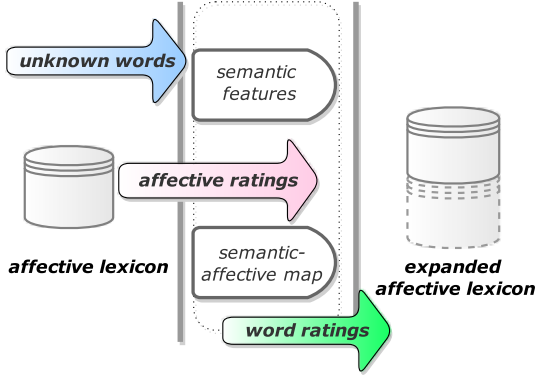 unknown words
semantic
features
affective ratings
affective lexicon
semantic-
affective map
expanded
affective lexicon
word ratings